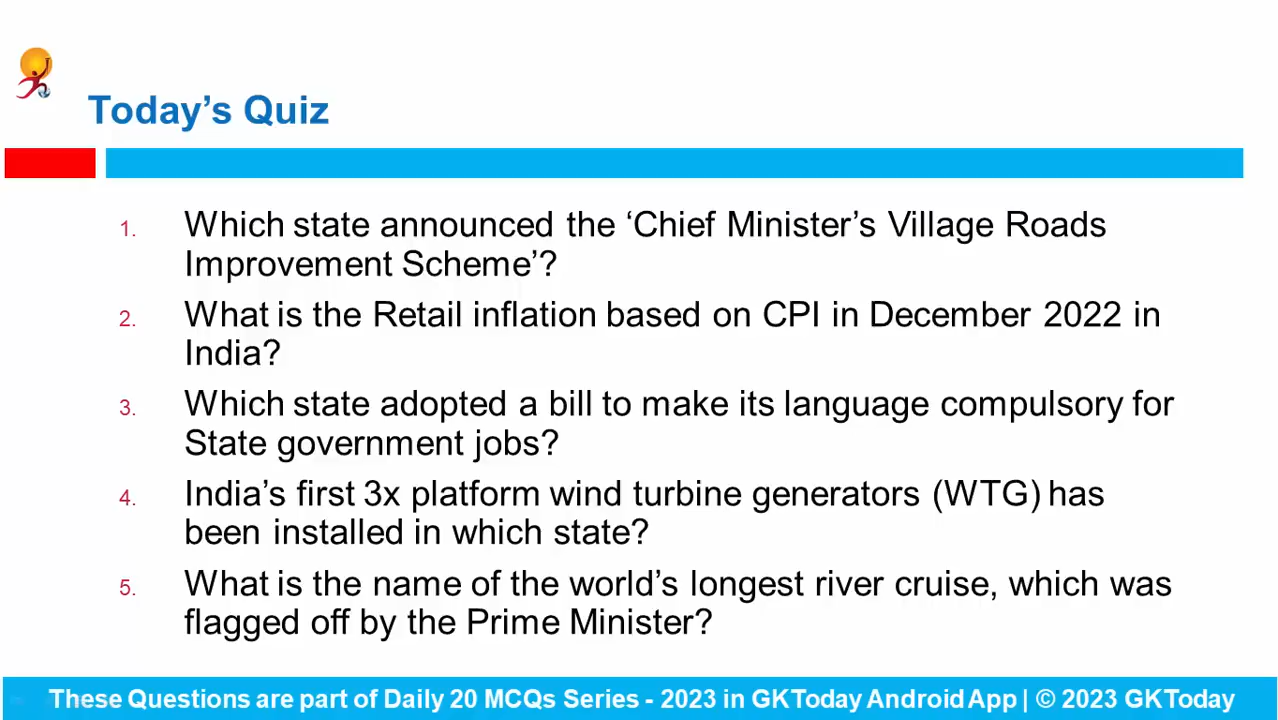 Today’s Quiz
1. Which state announced the ‘Chief Minister’s Village Roads
Improvement Scheme’?
2. What is the Retail inflation based on CPI in December 2022 in
India?
3. Which state adopted a bill to make its language compulsory for
State government jobs?
4. India’s first 3x platform wind turbine generators (WTG) has
been installed in which state?
5. What is the name of the world’s longest river cruise, which was
flagged off by the Prime Minister?
These Questions are part of Daily 20 MCQs Series - 2023 in GKToday Android App | © 2023 GKToday